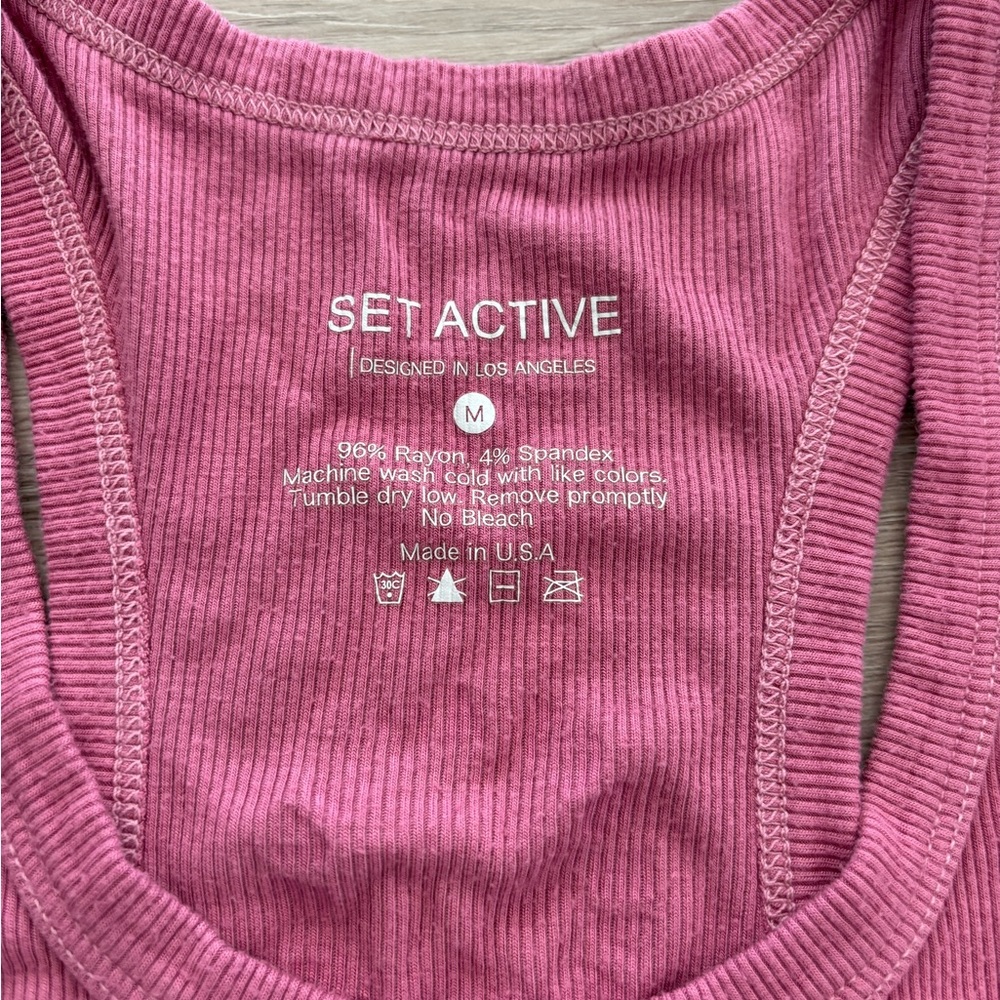 SET ACTIVE
DESIGNED IN LOS ANGELES
M
96% Rayon, 4% Spandex
Machine wash cold with like colors.
Tumble dry low. Remove promptly
No Bleach
Made in U.S.A
30C